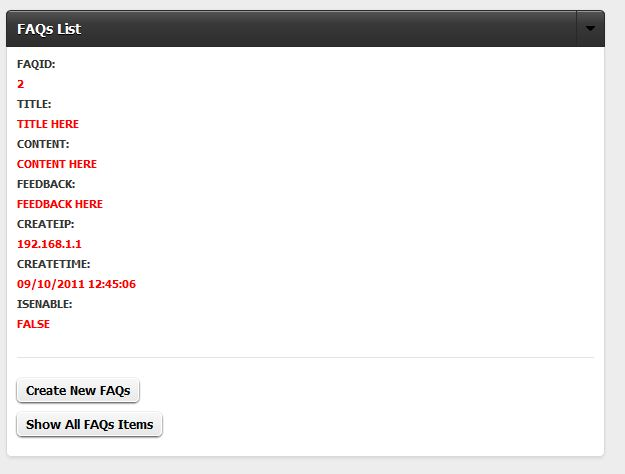 FAQs List
FAQID:
2
TITLE:
TITLE HERE
CONTENT:
CONTENT HERE
FEEDBACK:
FEEDBACK HERE
CREATEIP:
192.168.1.1
CREATETIME:
09/10/2011 12:45:06
ISENABLE:
FALSE
Create New FAQs
Show All FAQs Items